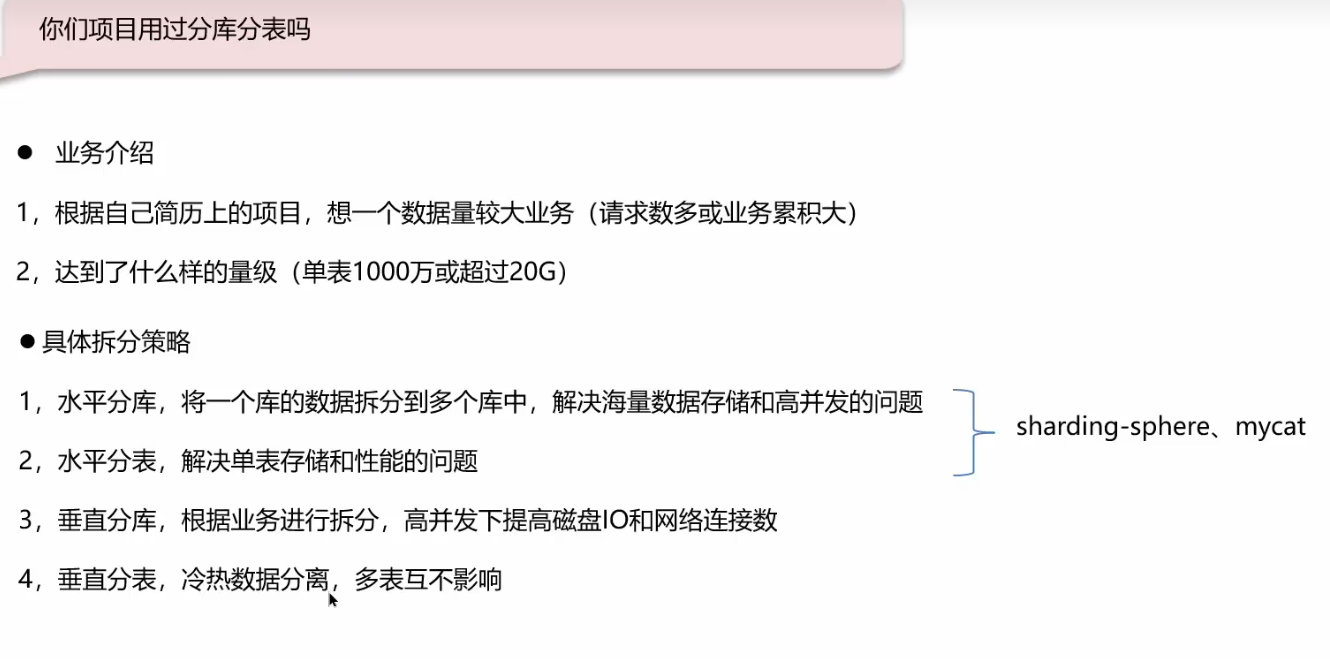 你们项目用过分库分表吗
● 业务介绍
1，根据自己简历上的项目，想一个数据量较大业务（请求数多或业务累积大）
2，达到了什么样的量级（单表1000万或超过20G）
●具体拆分策略
1，水平分库，将一个库的数据拆分到多个库中，解决海量数据存储和高并发的问题
sharding-sphere、mycat
2，水平分表，解决单表存储和性能的问题
3，垂直分库，根据业务进行拆分，高并发下提高磁盘IO和网络连接数
4，垂直分表，冷热数据分离，多表互不影响